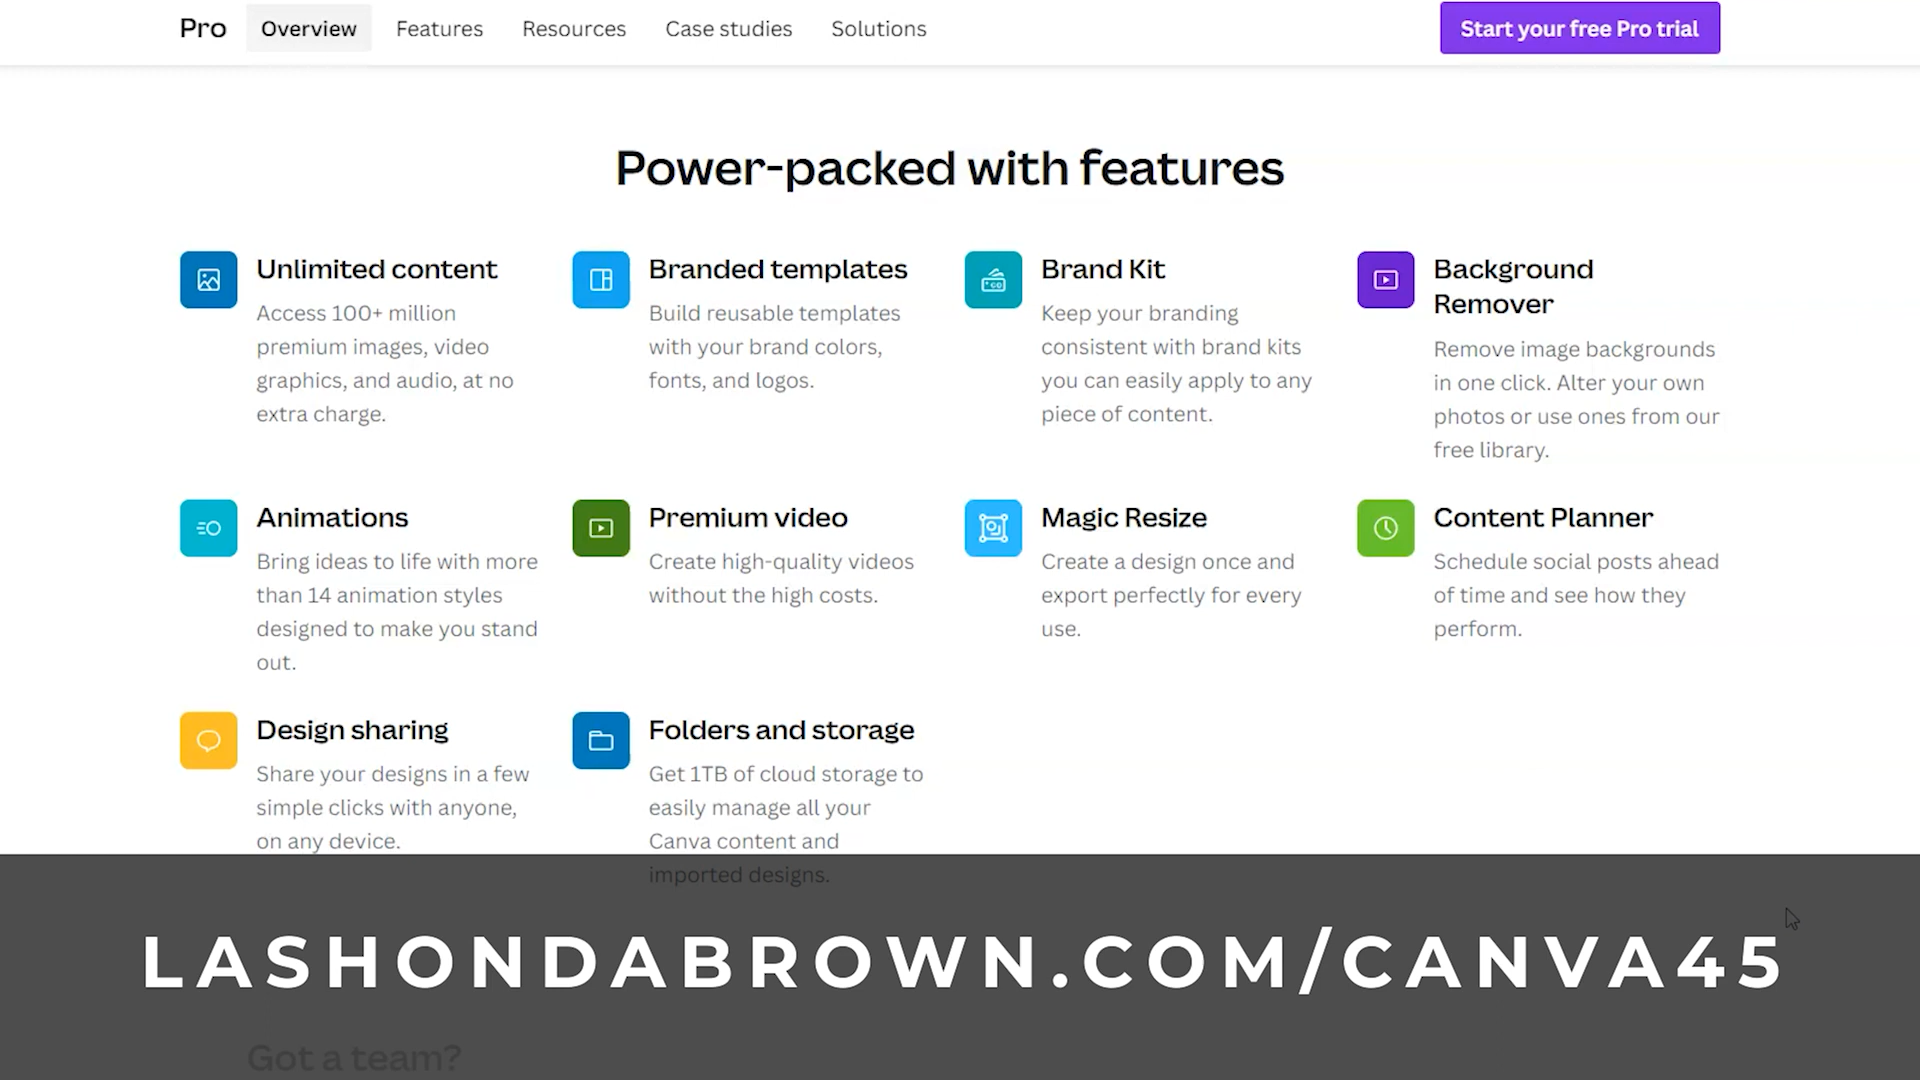 Pro Overview Features Resources Case studies Solutions Start your free Pro trial
Power-packed with features
Unlimited content
Access 100+ million
premium images, video
graphics, and audio, at no
extra charge.
Branded templates
Build reusable templates
with your brand colors,
fonts, and logos.
Brand Kit
Keep your branding
consistent with brand kits
you can easily apply to any
piece of content.
Background
Remover
Remove image backgrounds
in one click. Alter your own
photos or use ones from our
free library.
Animations
Bring ideas to life with more
than 14 animation styles
designed to make you stand
out.
Premium video
Create high-quality videos
without the high costs.
Magic Resize
Create a design once and
export perfectly for every
use.
Content Planner
Schedule social posts ahead
of time and see how they
perform.
Design sharing
Share your designs in a few
simple clicks with anyone,
on any device.
Folders and storage
Get 1TB of cloud storage to
easily manage all your
Canva content and
imported designs.
LASHONDABROWN.COM/CANVA45
Got a team?